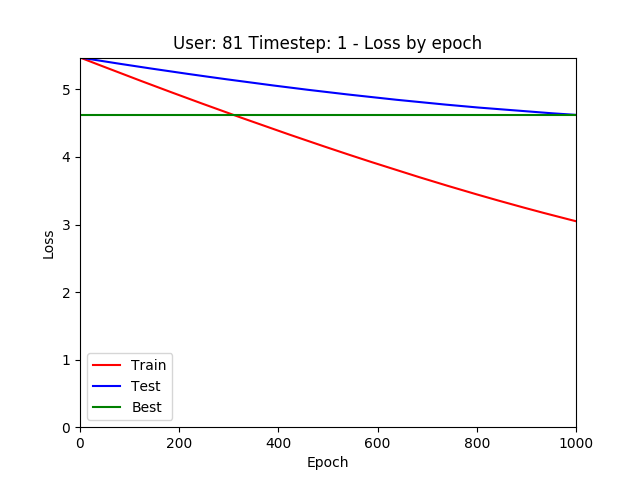 User: 81 Timestep: 1 - Loss by epoch
Loss
5
4
3
2
1
0
Train
Test
Best
0 200 400 600 800 1000
Epoch